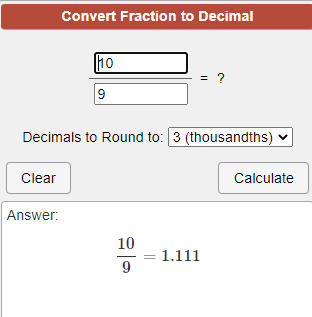 Convert Fraction to Decimal
10
= ?
9
Decimals to Round to: 3 (thousandths)
Clear Calculate
Answer:
10
= 1.111
9